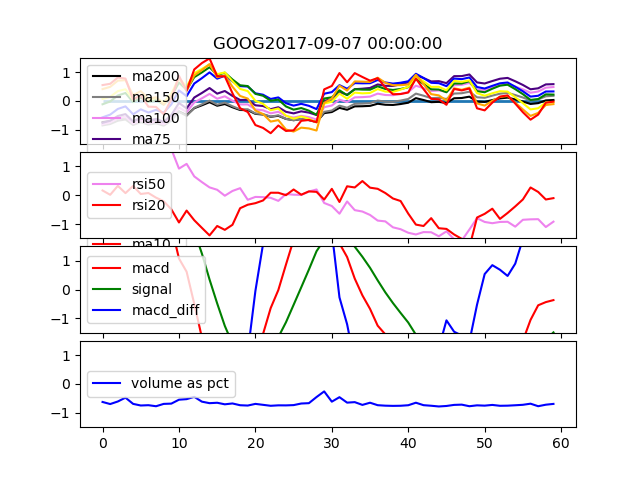 GOOG2017-09-07 00:00:00
1
0
−1
ma200
ma150
ma100
ma75
1
0
−1
rsi50
rsi20
ma10
1
0
−1
macd
signal
macd_diff
1
0
−1
volume as pct
0 10 20 30 40 50 60